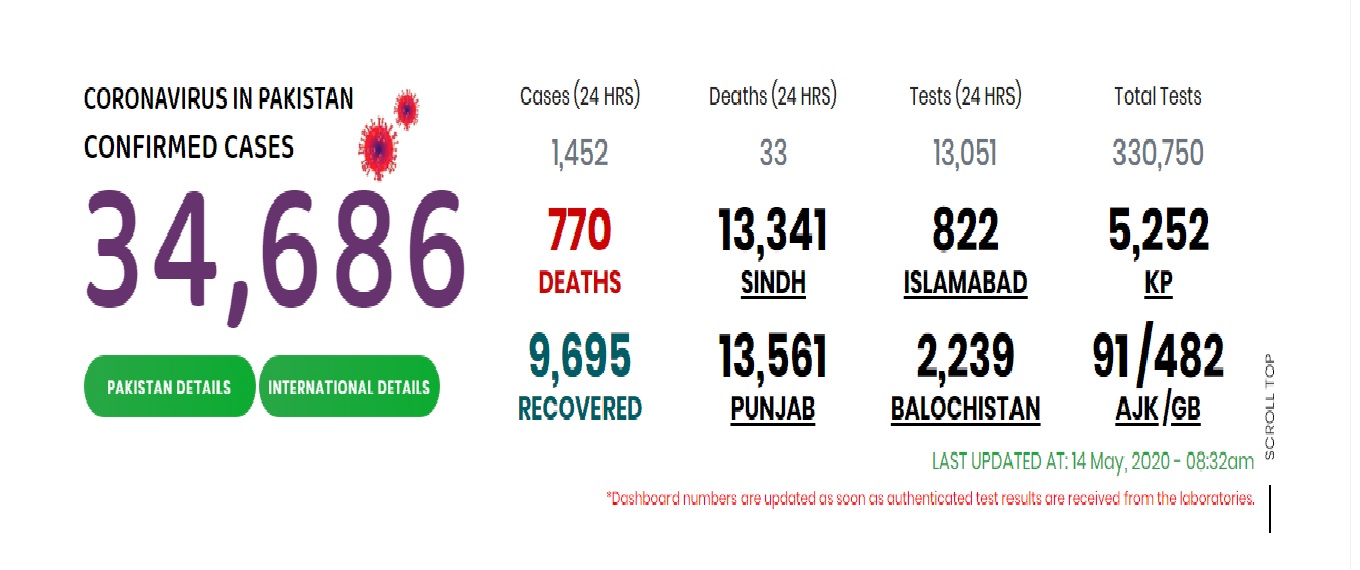 CORONAVIRUS IN PAKISTAN
CONFIRMED CASES
34,686
PAKISTAN DETAILS INTERNATIONAL DETAILS
Cases (24 HRS) Deaths (24 HRS) Tests (24 HRS) Total Tests
1,452 33 13,051 330,750
770 13,341 822 5,252
DEATHS SINDH ISLAMABAD KP
9,695 13,561 2,239 91/482
RECOVERED PUNJAB BALOCHISTAN AJK/GB
LAST UPDATED AT: 14 May, 2020 - 08:32am
*Dashboard numbers are updated as soon as authenticated test results are received from the laboratories.
SCROLL TOP